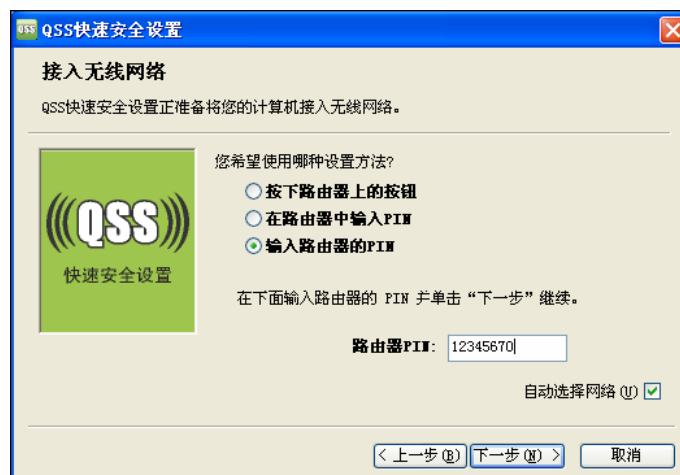 QSS QSS快速安全设置
接入无线网络
QSS快速安全设置正准备将您的计算机接入无线网络。
您希望使用哪种设置方法?
按下路由器上的按钮
在路由器中输入PIN
输入路由器的PIN
QSS
快速安全设置
在下面输入路由器的 PIN 并单击“下一步”继续。
路由器PIN: 12345670
自动选择网络(U)
< 上一步(B) 下一步(N) > 取消